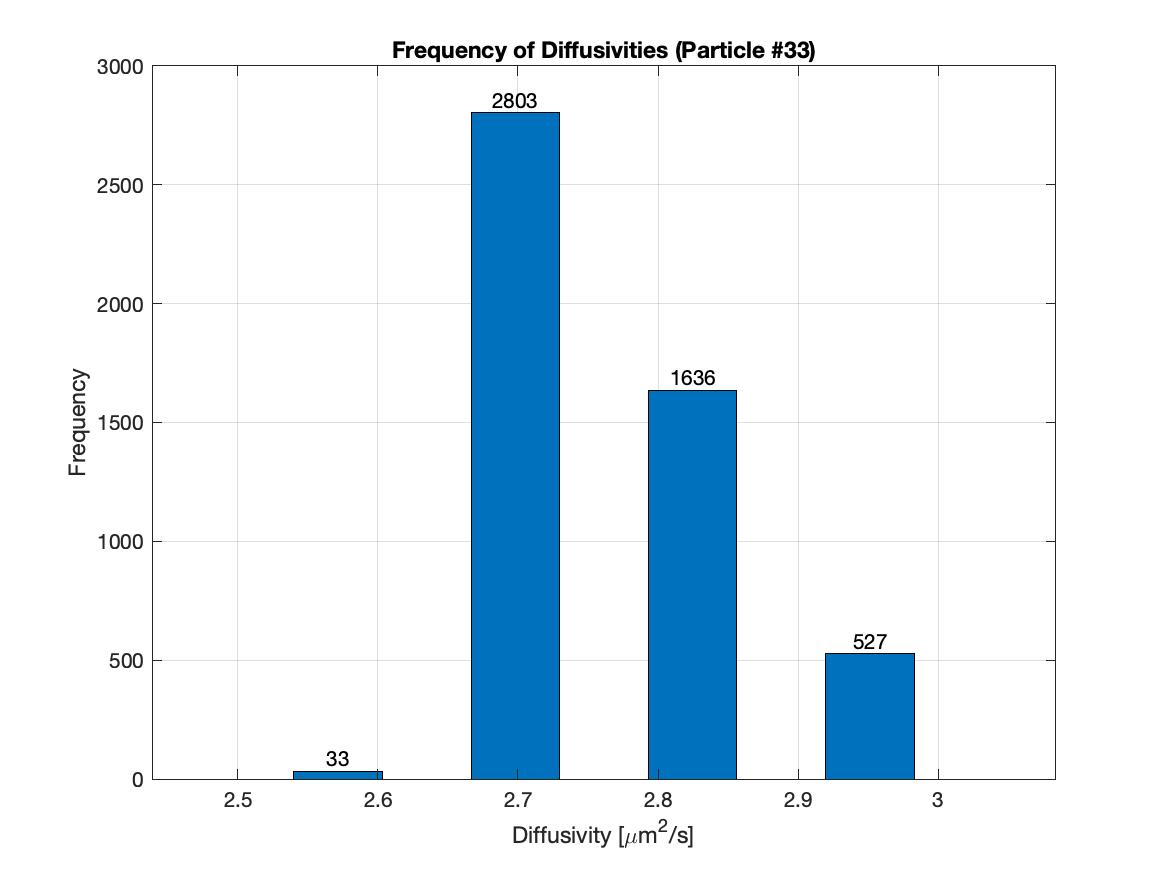 Frequency of Diffusivities (Particle #33)
3000
2500
2000
1500
1000
500
0
Frequency
33
2803
1636
527
2.5 2.6 2.7 2.8 2.9 3
Diffusivity [μm²/s]